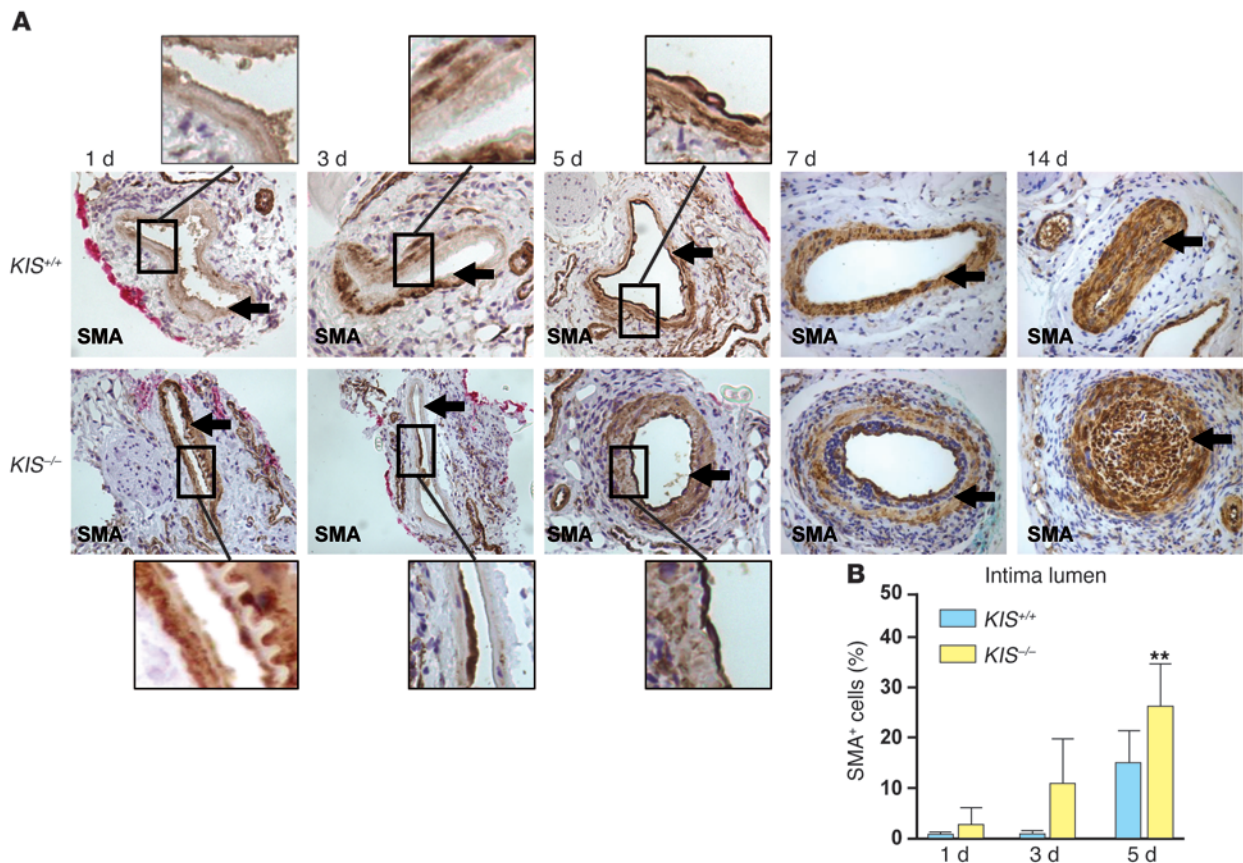 A
1 d 3 d 5 d 7 d 14 d
KIS+/+
SMA SMA SMA SMA SMA
KIS–/–
SMA SMA SMA SMA SMA
B
Intima lumen
50
40
30
20
10
0
SMA+ cells (%)
KIS+/+
KIS–/–
**
1 d 3 d 5 d